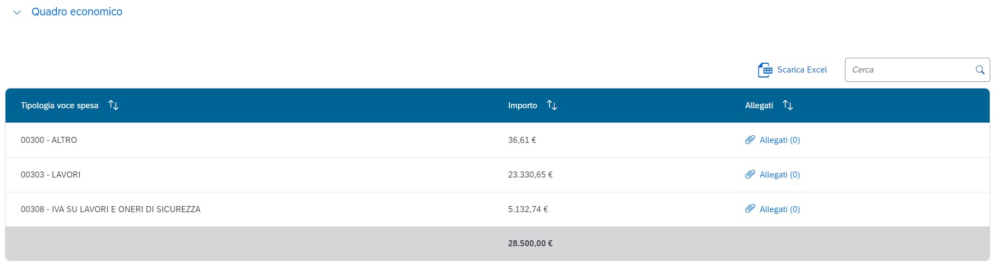 Quadro economico
Scarica Excel
Cerca
Tipologia voce spesa Importo Allegati
00300 - ALTRO 36,61 € Allegati (0)
00303 - LAVORI 23.330,65 € Allegati (0)
00308 - IVA SU LAVORI E ONERI DI SICUREZZA 5.132,74 € Allegati (0)
28.500,00 €